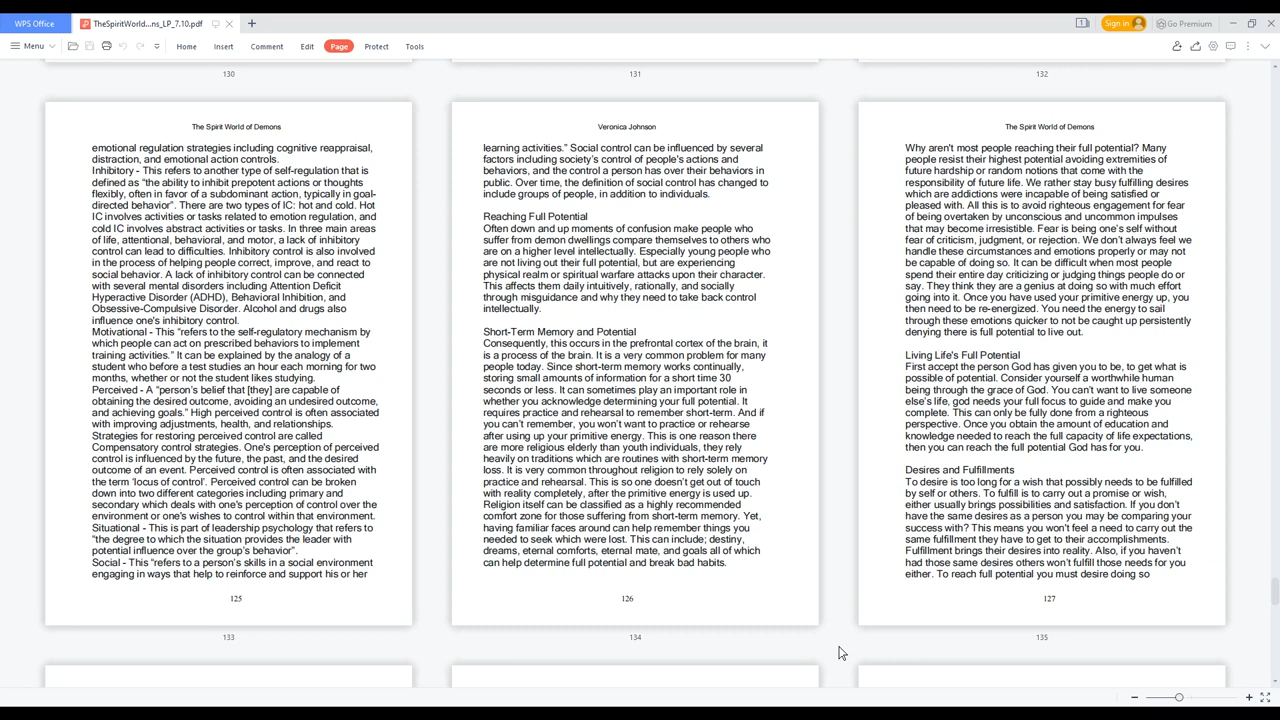 WPS Office
TheSpiritWorld...ns_LP_7.10.pdf
1
Sign in
Go Premium
Menu
Home
Insert
Comment
Edit
Page
Protect
Tools
130
131
132
The Spirit World of Demons
emotional regulation strategies including cognitive reappraisal,
distraction, and emotional action controls.
Inhibitory - This refers to another type of self-regulation that is
defined as “the ability to inhibit prepotent actions or thoughts
flexibly, often in favor of a subdominant action, typically in goal-
directed behavior”. There are two types of IC: hot and cold. Hot
IC involves activities or tasks related to emotion regulation, and
cold IC involves abstract activities or tasks. In three main areas
of life, attentional, behavioral, and motor, a lack of inhibitory
control can lead to difficulties. Inhibitory control is also involved
in the process of helping people correct, improve, and react to
social behavior. A lack of inhibitory control can be connected
with several mental disorders including Attention Deficit
Hyperactive Disorder (ADHD), Behavioral Inhibition, and
Obsessive-Compulsive Disorder. Alcohol and drugs also
influence one's inhibitory control.
Motivational - This “refers to the self-regulatory mechanism by
which people can act on prescribed behaviors to implement
training activities.” It can be explained by the analogy of a
student who before a test studies an hour each morning for two
months, whether or not the student likes studying.
Perceived - A “person's belief that [they] are capable of
obtaining the desired outcome, avoiding an undesired outcome,
and achieving goals.” High perceived control is often associated
with improving adjustments, health, and relationships.
Strategies for restoring perceived control are called
Compensatory control strategies. One's perception of perceived
control is influenced by the future, the past, and the desired
outcome of an event. Perceived control is often associated with
the term 'locus of control'. Perceived control can be broken
down into two different categories including primary and
secondary which deals with one's perception of control over the
environment or one's wishes to control within that environment.
Situational - This is part of leadership psychology that refers to
“the degree to which the situation provides the leader with
potential influence over the group's behavior”.
Social - This “refers to a person's skills in a social environment
engaging in ways that help to reinforce and support his or her
125
133
Veronica Johnson
learning activities.” Social control can be influenced by several
factors including society's control of people's actions and
behaviors, and the control a person has over their behaviors in
public. Over time, the definition of social control has changed to
include groups of people, in addition to individuals.
Reaching Full Potential
Often down and up moments of confusion make people who
suffer from demon dwellings compare themselves to others who
are on a higher level intellectually. Especially young people who
are not living out their full potential, but are experiencing
physical realm or spiritual warfare attacks upon their character.
This affects them daily intuitively, rationally, and socially
through misguidance and why they need to take back control
intellectually.
Short-Term Memory and Potential
Consequently, this occurs in the prefrontal cortex of the brain, it
is a process of the brain. It is a very common problem for many
people today. Since short-term memory works continually,
storing small amounts of information for a short time 30
seconds or less. It can sometimes play an important role in
whether you acknowledge determining your full potential. It
requires practice and rehearsal to remember short-term. And if
you can't remember, you won't want to practice or rehearse
after using up your primitive energy. This is one reason there
are more religious elderly than youth individuals, they rely
heavily on traditions which are routines with short-term memory
loss. It is very common throughout religion to rely solely on
practice and rehearsal. This is so one doesn't get out of touch
with reality completely, after the primitive energy is used up.
Religion itself can be classified as a highly recommended
comfort zone for those suffering from short-term memory. Yet,
having familiar faces around can help remember things you
needed to seek which were lost. This can include; destiny,
dreams, eternal comforts, eternal mate, and goals all of which
can help determine full potential and break bad habits.
126
134
The Spirit World of Demons
Why aren't most people reaching their full potential? Many
people resist their highest potential avoiding extremities of
future hardship or random notions that come with the
responsibility of future life. We rather stay busy fulfilling desires
which are addictions were incapable of being satisfied or
pleased with. All this is to avoid righteous engagement for fear
of being overtaken by unconscious and uncommon impulses
that may become irresistible. Fear is being one's self without
fear of criticism, judgment, or rejection. We don't always feel we
handle these circumstances and emotions properly or may not
be capable of doing so. It can be difficult when most people
spend their entire day criticizing or judging things people do or
say. They think they are a genius at doing so with much effort
going into it. Once you have used your primitive energy up, you
then need to be re-energized. You need the energy to sail
through these emotions quicker to not be caught up persistently
denying there is full potential to live out.
Living Life's Full Potential
First accept the person God has given you to be, to get what is
possible of potential. Consider yourself a worthwhile human
being through the grace of God. You can't want to live someone
else's life, god needs your full focus to guide and make you
complete. This can only be fully done from a righteous
perspective. Once you obtain the amount of education and
knowledge needed to reach the full capacity of life expectations,
then you can reach the full potential God has for you.
Desires and Fulfillments
To desire is too long for a wish that possibly needs to be fulfilled
by self or others. To fulfill is to carry out a promise or wish,
either usually brings possibilities and satisfaction. If you don't
have the same desires as a person you may be comparing your
success with? This means you won't feel a need to carry out the
same fulfillment they have to get to their accomplishments.
Fulfillment brings their desires into reality. Also, if you haven't
had those same desires others won't fulfill those needs for you
either. To reach full potential you must desire doing so
127
135